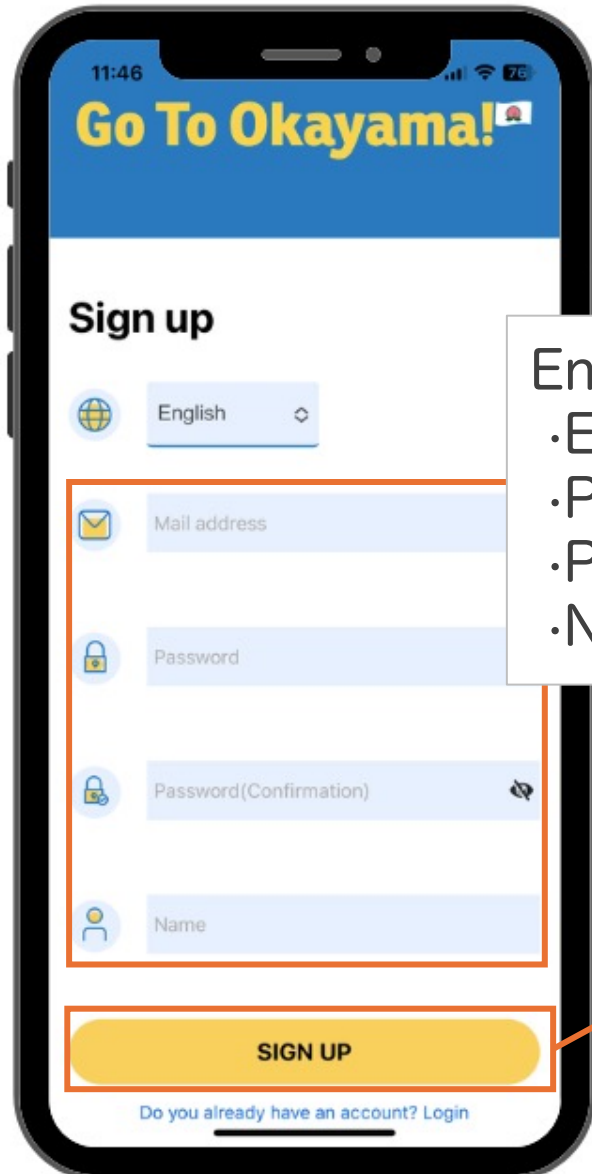 11:46
76
Go To Okayama!
Sign up
English
Mail address
Password
Password(Confirmation)
Name
SIGN UP
Do you already have an account? Login